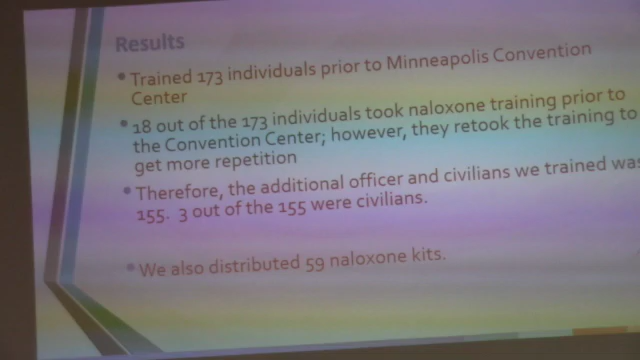 Results
• Trained 173 individuals prior to Minneapolis Convention
Center
• 18 out of the 173 individuals took naloxone training prior to
the Convention Center; however, they retook the training to
get more repetition
• Therefore, the additional officer and civilians we trained was
155. 3 out of the 155 were civilians.
• We also distributed 59 naloxone kits.